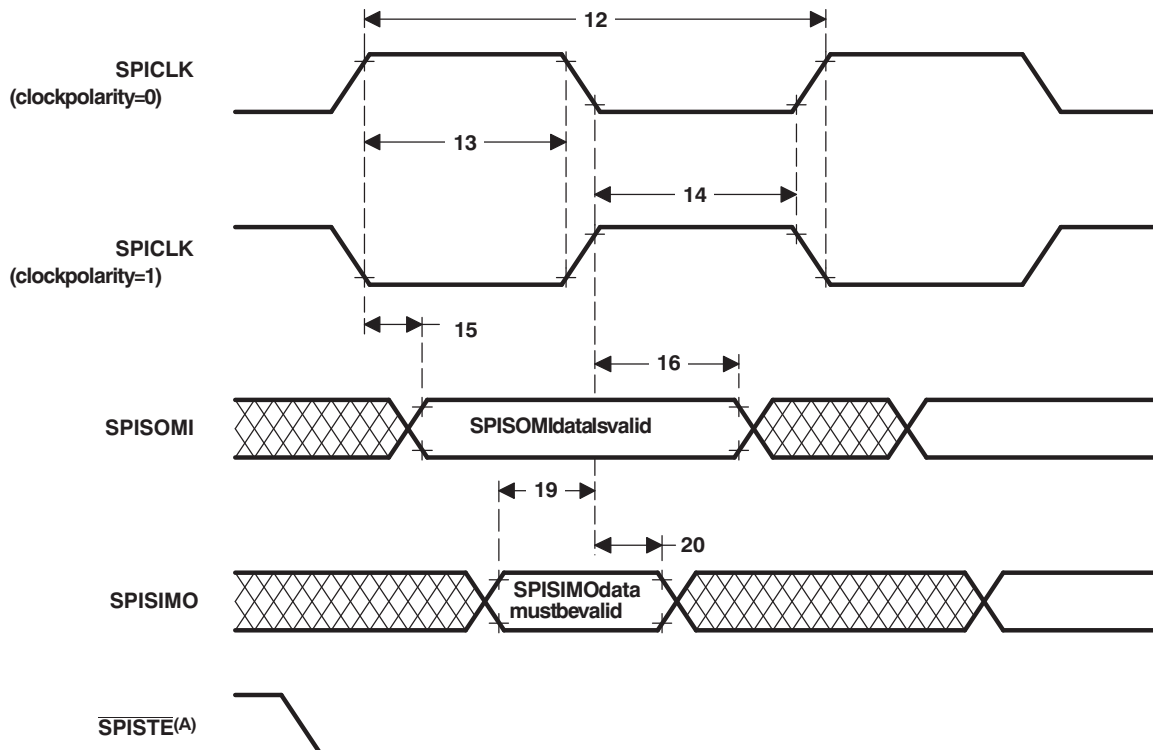 12
SPICLK
(clockpolarity=0)
13
14
SPICLK
(clockpolarity=1)
15
16
SPISOMI
SPISOMIdataIsvalid
19
20
SPISIMO
SPISIMOdata
mustbevalid
SPISTE(A)